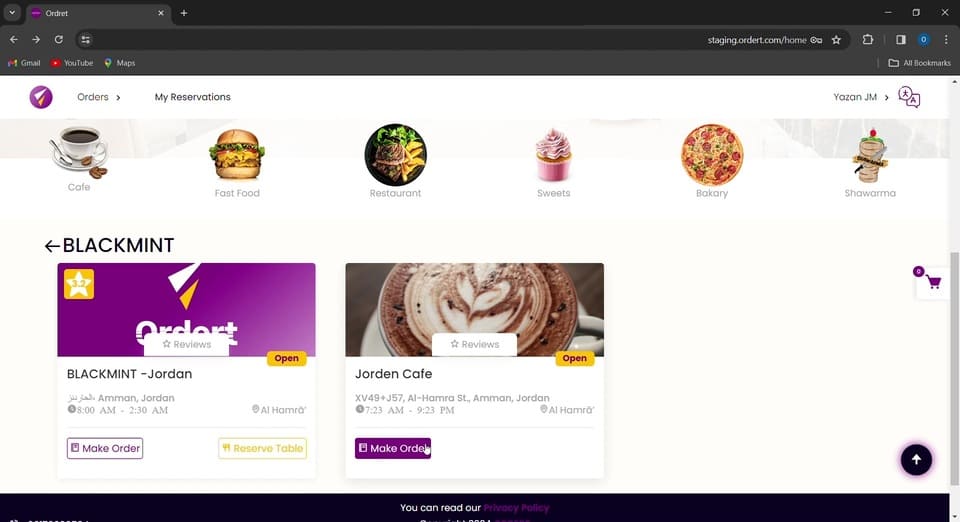 Ordret
staging.ordert.com/home
Gmail YouTube Maps All Bookmarks
Orders My Reservations Yazan JM
Cafe Fast Food Restaurant Sweets Bakary Shawarma
BLACKMINT
0
Ordert
Reviews Reviews
Open Open
BLACKMINT -Jordan Jorden Cafe
Amman, Jordan XV49+J57, Al-Hamra St., Amman, Jordan
8:00 AM - 2:30 AM Al Hamrā' 7:23 AM - 9:23 PM Al Hamrā'
Make Order Reserve Table Make Order
You can read our Privacy Policy